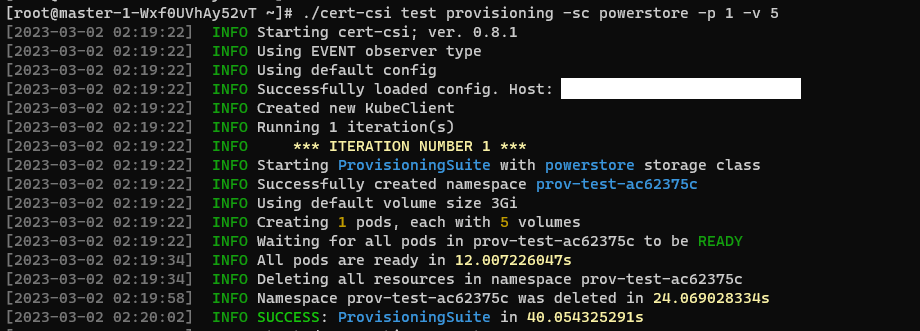 [root@master-1-Wxf0UVhAy52vT ~]# ./cert-csi test provisioning -sc powerstore -p 1 -v 5
[2023-03-02 02:19:22]  INFO Starting cert-csi; ver. 0.8.1
[2023-03-02 02:19:22]  INFO Using EVENT observer type
[2023-03-02 02:19:22]  INFO Using default config
[2023-03-02 02:19:22]  INFO Successfully loaded config. Host:
[2023-03-02 02:19:22]  INFO Created new KubeClient
[2023-03-02 02:19:22]  INFO Running 1 iteration(s)
[2023-03-02 02:19:22]  INFO     *** ITERATION NUMBER 1 ***
[2023-03-02 02:19:22]  INFO Starting ProvisioningSuite with powerstore storage class
[2023-03-02 02:19:22]  INFO Successfully created namespace prov-test-ac62375c
[2023-03-02 02:19:22]  INFO Using default volume size 3Gi
[2023-03-02 02:19:22]  INFO Creating 1 pods, each with 5 volumes
[2023-03-02 02:19:22]  INFO Waiting for all pods in prov-test-ac62375c to be READY
[2023-03-02 02:19:34]  INFO All pods are ready in 12.007226047s
[2023-03-02 02:19:34]  INFO Deleting all resources in namespace prov-test-ac62375c
[2023-03-02 02:19:58]  INFO Namespace prov-test-ac62375c was deleted in 24.069028334s
[2023-03-02 02:20:02]  INFO SUCCESS: ProvisioningSuite in 40.054325291s